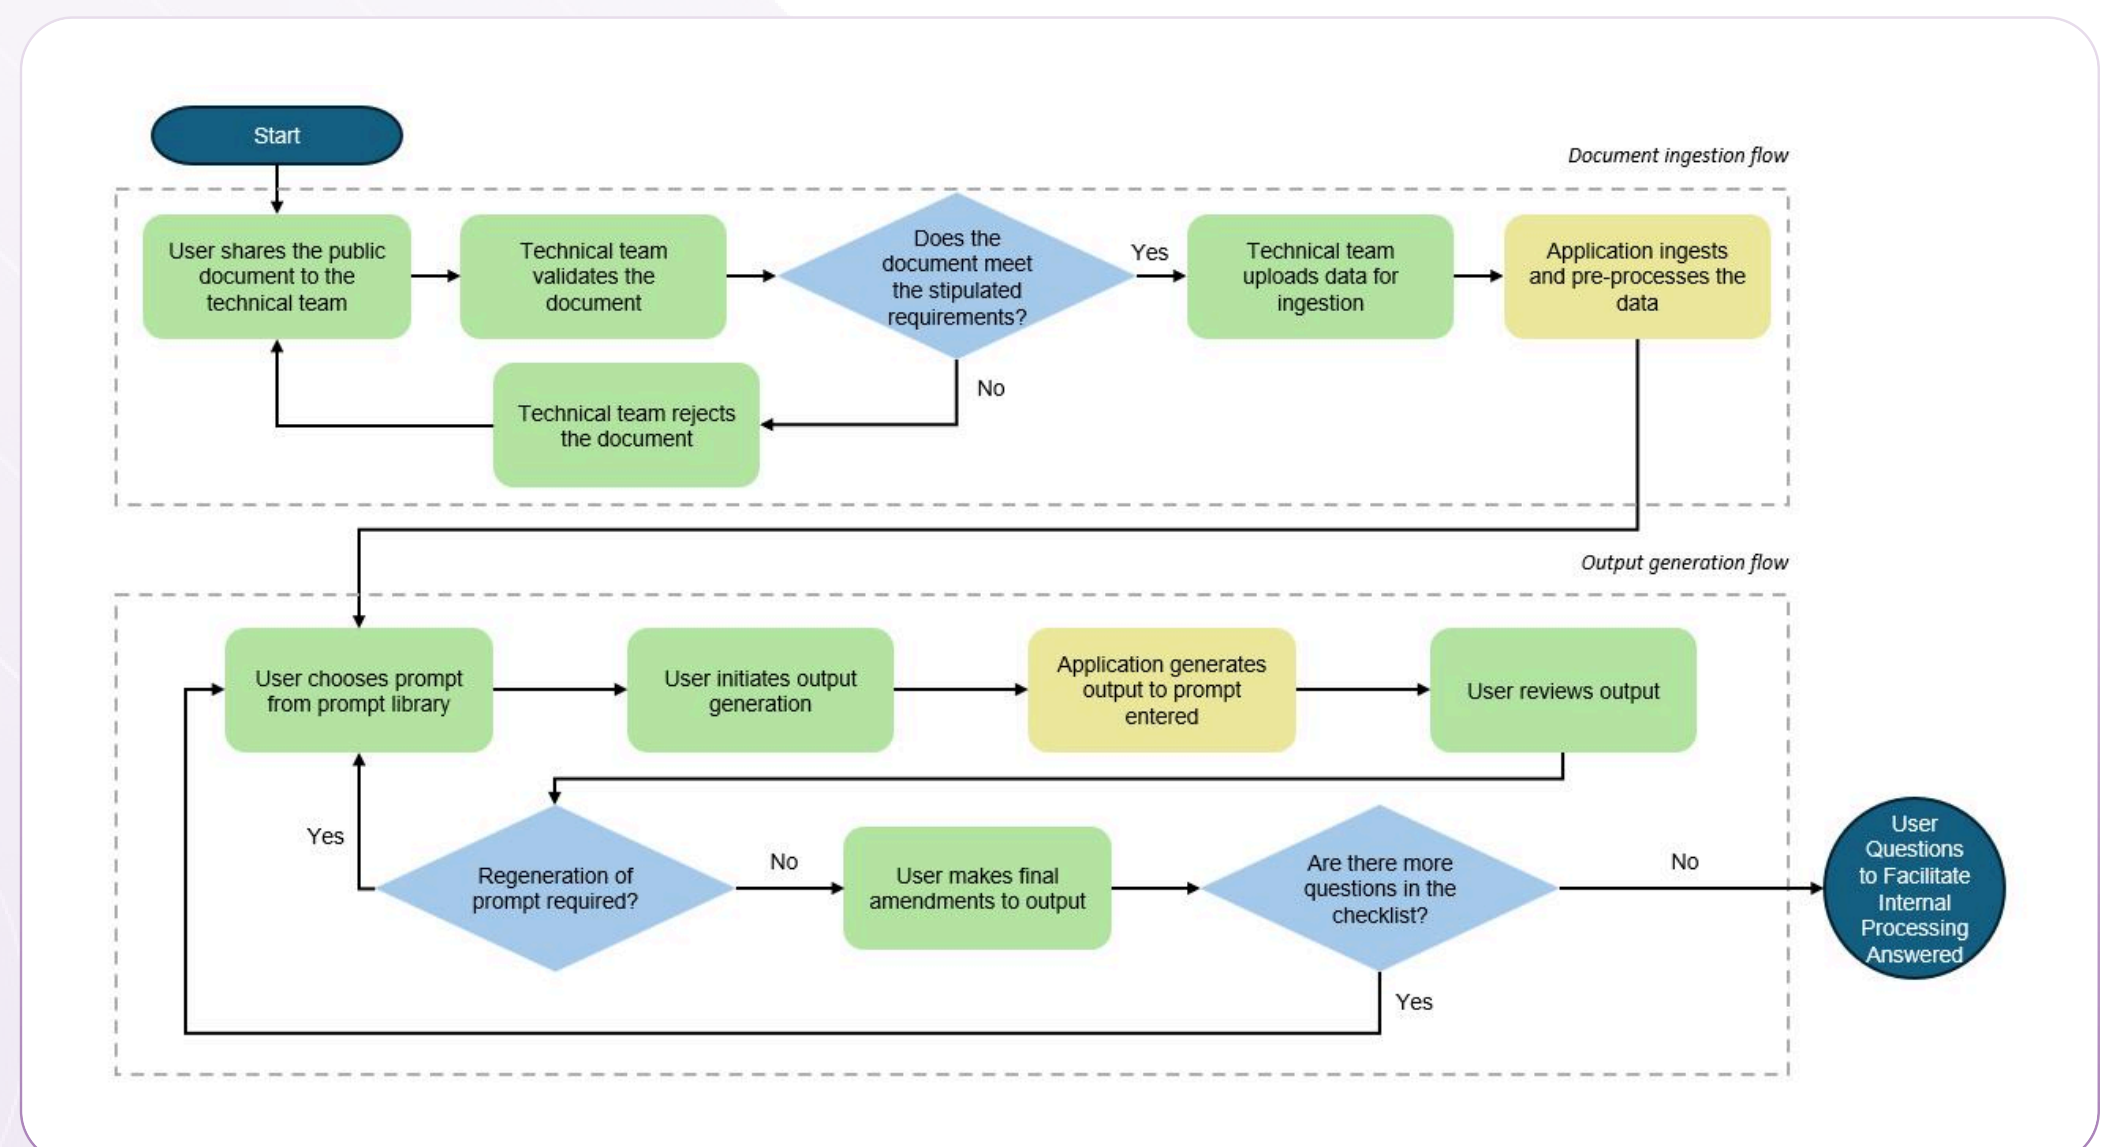 Start
Document ingestion flow
User shares the public
document to the
technical team
Technical team
validates the
document
Does the
document meet
the stipulated
requirements?
Yes
Technical team
uploads data for
ingestion
Application ingests
and pre-processes the
data
No
Technical team rejects
the document
Output generation flow
User chooses prompt
from prompt library
User initiates output
generation
Application generates
output to prompt
entered
User reviews output
Yes
Regeneration of
prompt required?
No
User makes final
amendments to output
Are there more
questions in the
checklist?
No
User
Questions
to Facilitate
Internal
Processing
Answered
Yes